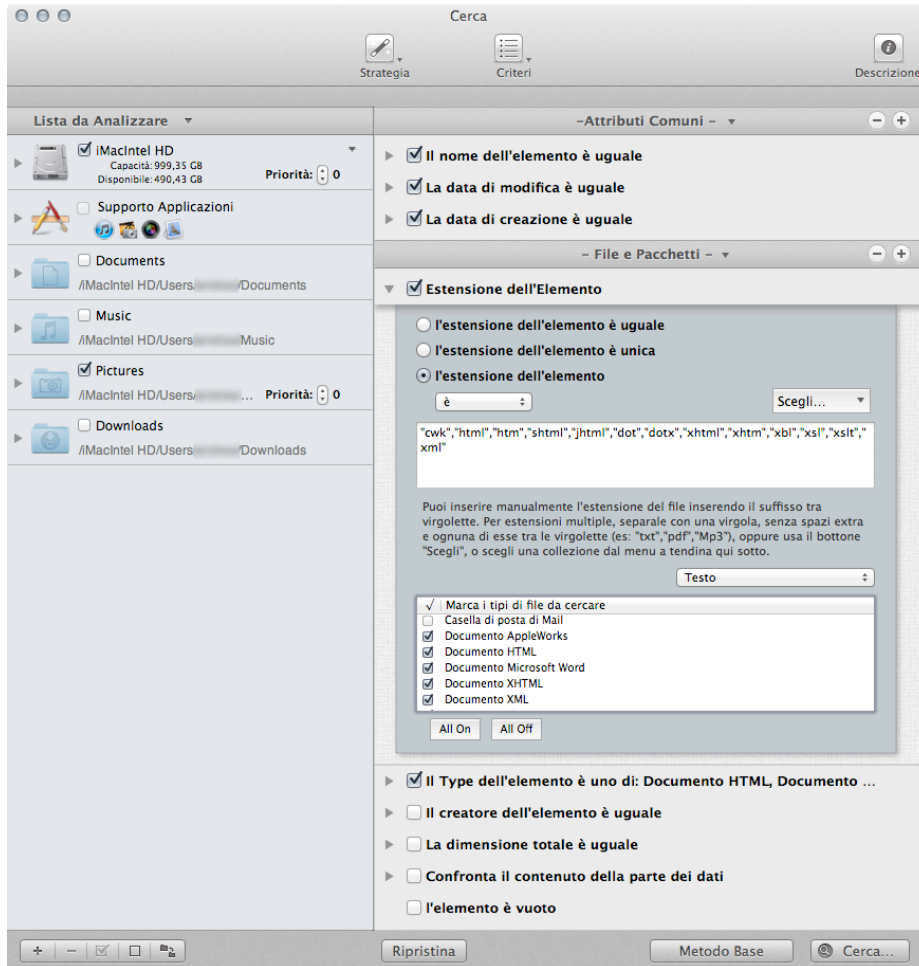 Cerca
Strategia
Criteri
Descrizione
Lista da Analizzare
iMacIntel HD
Capacità: 999,35 GB
Disponibile: 490,43 GB
Priorità: 0
Supporto Applicazioni
Documents
/iMacIntel HD/Users/ /Documents
Music
/iMacIntel HD/Users Music
Pictures
/iMacIntel HD/Users/ ... Priorità: 0
Downloads
/iMacIntel HD/Users /Downloads
-Attributi Comuni -
Il nome dell'elemento è uguale
La data di modifica è uguale
La data di creazione è uguale
- File e Pacchetti -
Estensione dell'Elemento
l'estensione dell'elemento è uguale
l'estensione dell'elemento è unica
l'estensione dell'elemento
è
Scegli...
"cwk","html","htm","shtml","jhtml","dot","dotx","xhtml","xhtm","xbl","xsl","xslt","
xml"
Puoi inserire manualmente l'estensione del file inserendo il suffisso tra
virgolette. Per estensioni multiple, separale con una virgola, senza spazi extra
e ognuna di esse tra le virgolette (es: "txt","pdf","Mp3"), oppure usa il bottone
"Scegli", o scegli una collezione dal menu a tendina qui sotto.
Testo
√ Marca i tipi di file da cercare
Casella di posta di Mail
Documento AppleWorks
Documento HTML
Documento Microsoft Word
Documento XHTML
Documento XML
All On All Off
Il Type dell'elemento è uno di: Documento HTML, Documento ...
Il creatore dell'elemento è uguale
La dimensione totale è uguale
Confronta il contenuto della parte dei dati
l'elemento è vuoto
Ripristina
Metodo Base
Cerca...